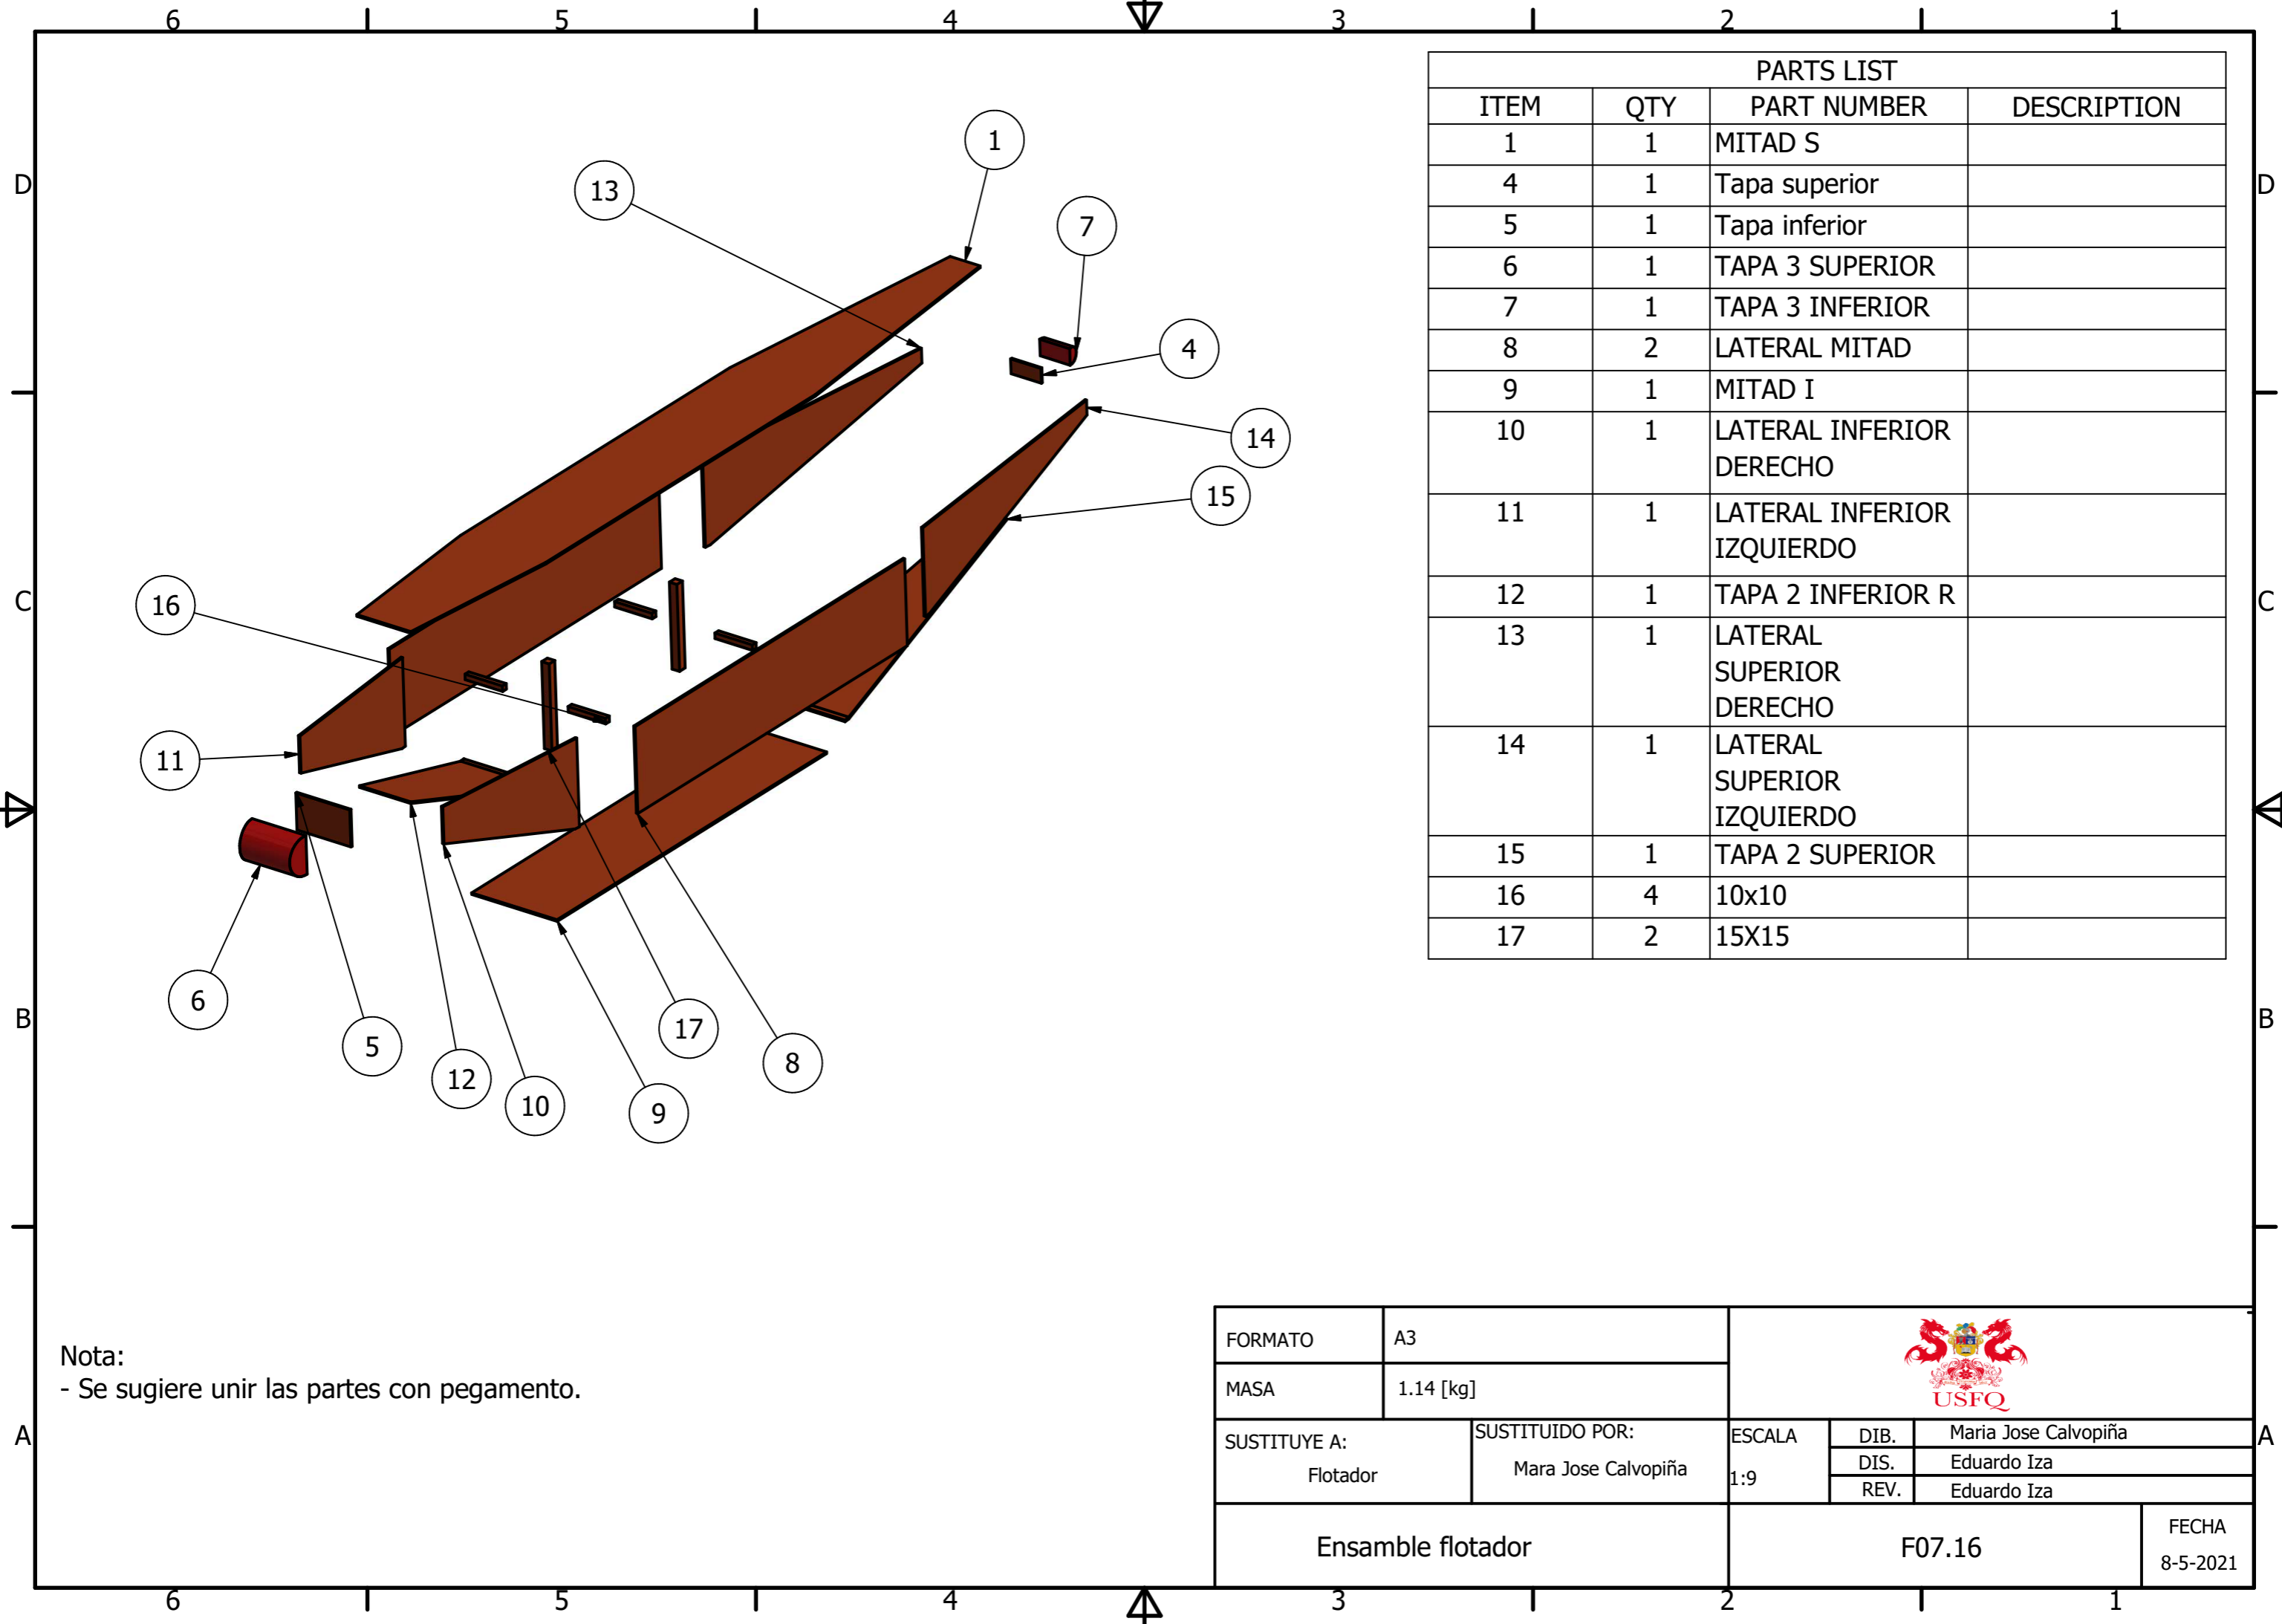 6 5 4 3 2 1
D D
C C
B B
A A
1
13
7
4
14
15
16
11
6
5
12
10
9
17
8
PARTS LIST
ITEM QTY PART NUMBER DESCRIPTION
1 1 MITAD S
4 1 Tapa superior
5 1 Tapa inferior
6 1 TAPA 3 SUPERIOR
7 1 TAPA 3 INFERIOR
8 2 LATERAL MITAD
9 1 MITAD I
10 1 LATERAL INFERIOR
DERECHO
11 1 LATERAL INFERIOR
IZQUIERDO
12 1 TAPA 2 INFERIOR R
13 1 LATERAL
SUPERIOR
DERECHO
14 1 LATERAL
SUPERIOR
IZQUIERDO
15 1 TAPA 2 SUPERIOR
16 4 10x10
17 2 15X15
Nota:
- Se sugiere unir las partes con pegamento.
FORMATO A3
MASA 1.14 [kg]
USFQ
SUSTITUYE A:
Flotador
SUSTITUIDO POR:
Mara Jose Calvopiña
ESCALA
1:9
DIB. Maria Jose Calvopiña
DIS. Eduardo Iza
REV. Eduardo Iza
Ensamble flotador
F07.16
FECHA
8-5-2021
6 5 4 3 2 1